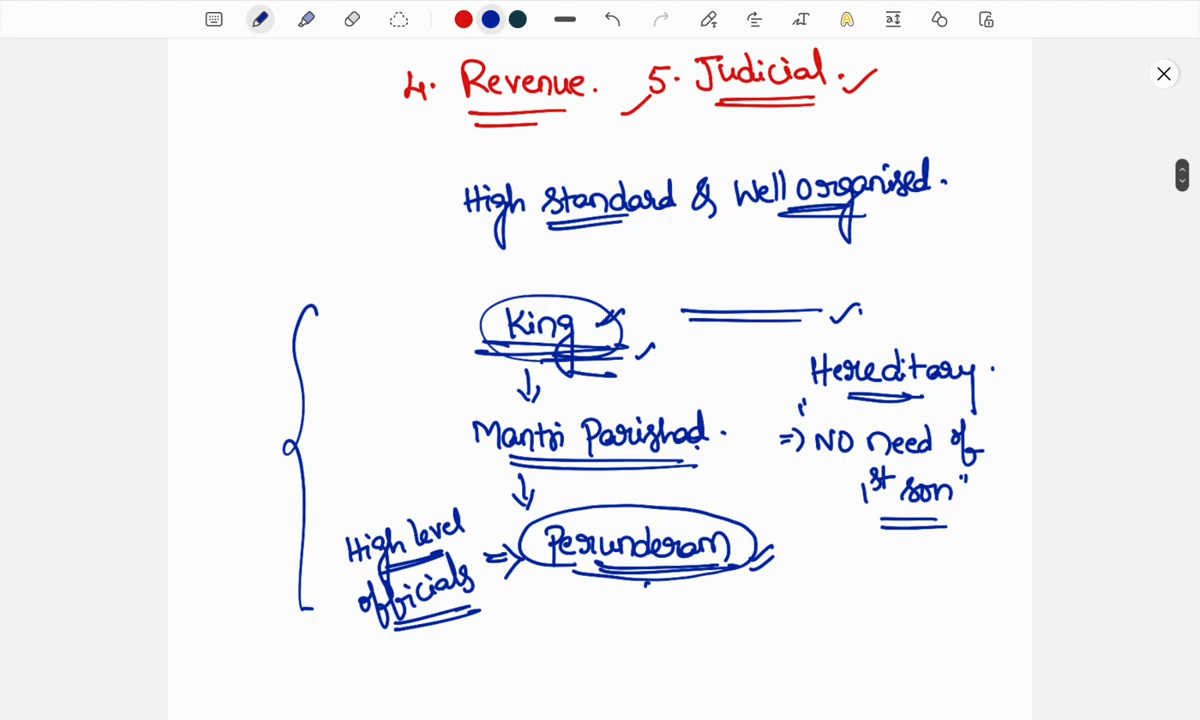 4. Revenue. 5. Judicial.
High Standard & Well Organised.
King
Hereditary.
Mantri Parishad.
=> NO Need of
1st son"
High level
officials => Perunderam